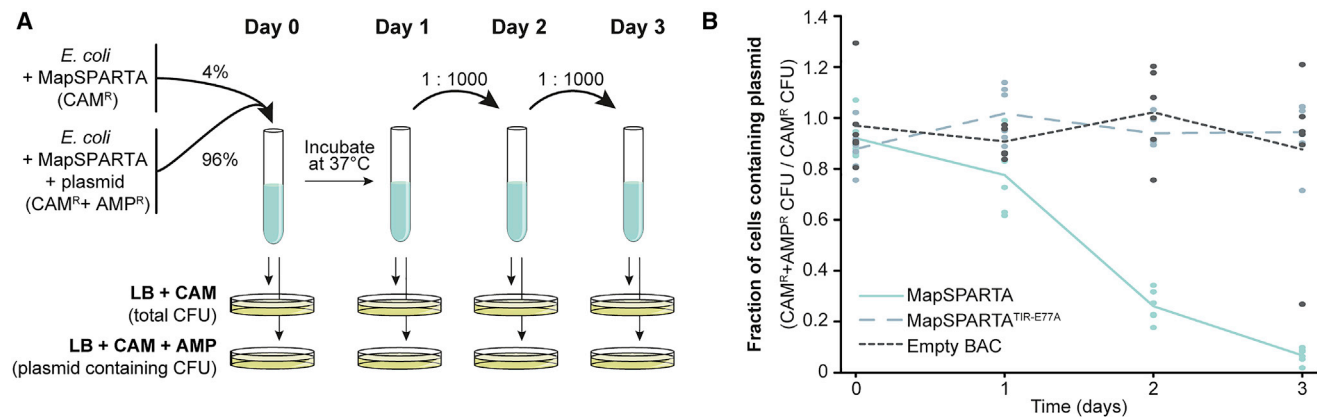 A
Day 0
Day 1
Day 2
Day 3
E. coli
+ MapSPARTA
(CAMᴿ)
4%
E. coli
+ MapSPARTA
+ plasmid
(CAMᴿ+ AMPᴿ)
96%
Incubate
at 37°C
1 : 1000
1 : 1000
LB + CAM
(total CFU)
LB + CAM + AMP
(plasmid containing CFU)
B
Fraction of cells containing plasmid
(CAMᴿ+AMPᴿ CFU / CAMᴿ CFU)
1.4
1.2
1.0
0.8
0.6
0.4
0.2
0
MapSPARTA
MapSPARTATIR-E77A
Empty BAC
0
1
2
3
Time (days)